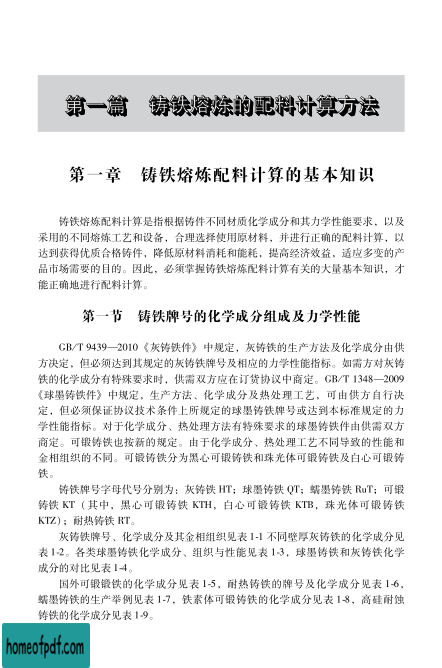 第一篇 铸铁熔炼的配料计算方法
第一章 铸铁熔炼配料计算的基本知识
铸铁熔炼配料计算是指根据铸件不同材质化学成分和其力学性能要求，以及
采用的不同熔炼工艺和设备，合理选择使用原材料，并进行正确的配料计算，以
达到获得优质合格铸件，降低原材料消耗和能耗，提高经济效益，适应多变的产
品市场需要的目的。因此，必须掌握铸铁熔炼配料计算有关的大量基本知识，才
能正确地进行配料计算。
第一节 铸铁牌号的化学成分组成及力学性能
GB/T 9439—2010《灰铸铁件》中规定，灰铸铁的生产方法及化学成分由供
方决定，但必须达到其规定的灰铸铁牌号及相应的力学性能指标。如需方对灰铸
铁的化学成分有特殊要求时，供需双方应在订货协议中商定。GB/T 1348—2009
《球墨铸铁件》中规定，生产方法、化学成分及热处理工艺，可由供方自行决
定，但必须保证协议技术条件上所规定的球墨铸铁牌号或达到本标准规定的力
学性能指标。对于化学成分、热处理方法有特殊要求的球墨铸铁件由供需双方
商定。可锻铸铁也按新的规定。由于化学成分、热处理工艺不同导致的性能和
金相组织的不同。可锻铸铁分为黑心可锻铸铁和珠光体可锻铸铁及白心可锻铸
铁。
铸铁牌号字母代号分别为：灰铸铁 HT；球墨铸铁 QT；蠕墨铸铁 RuT；可锻
铸铁 KT（其中，黑心可锻铸铁 KTH，白心可锻铸铁 KTB，珠光体可锻铸铁
KTZ）；耐热铸铁 RT。
灰铸铁牌号、化学成分及其金相组织见表 1-1 不同壁厚灰铸铁的化学成分见
表 1-2。各类球墨铸铁化学成分、组织与性能见表 1-3，球墨铸铁和灰铸铁化学
成分的对比见表 1-4。
国外可锻锻铁的化学成分见表 1-5，耐热铸铁的牌号及化学成分见表 1-6，
蠕墨铸铁的生产举例见表 1-7，铁素体可锻铸铁的化学成分见表 1-8，高硅耐蚀
铸铁的化学成分见表 1-9。
homeofpdf.com